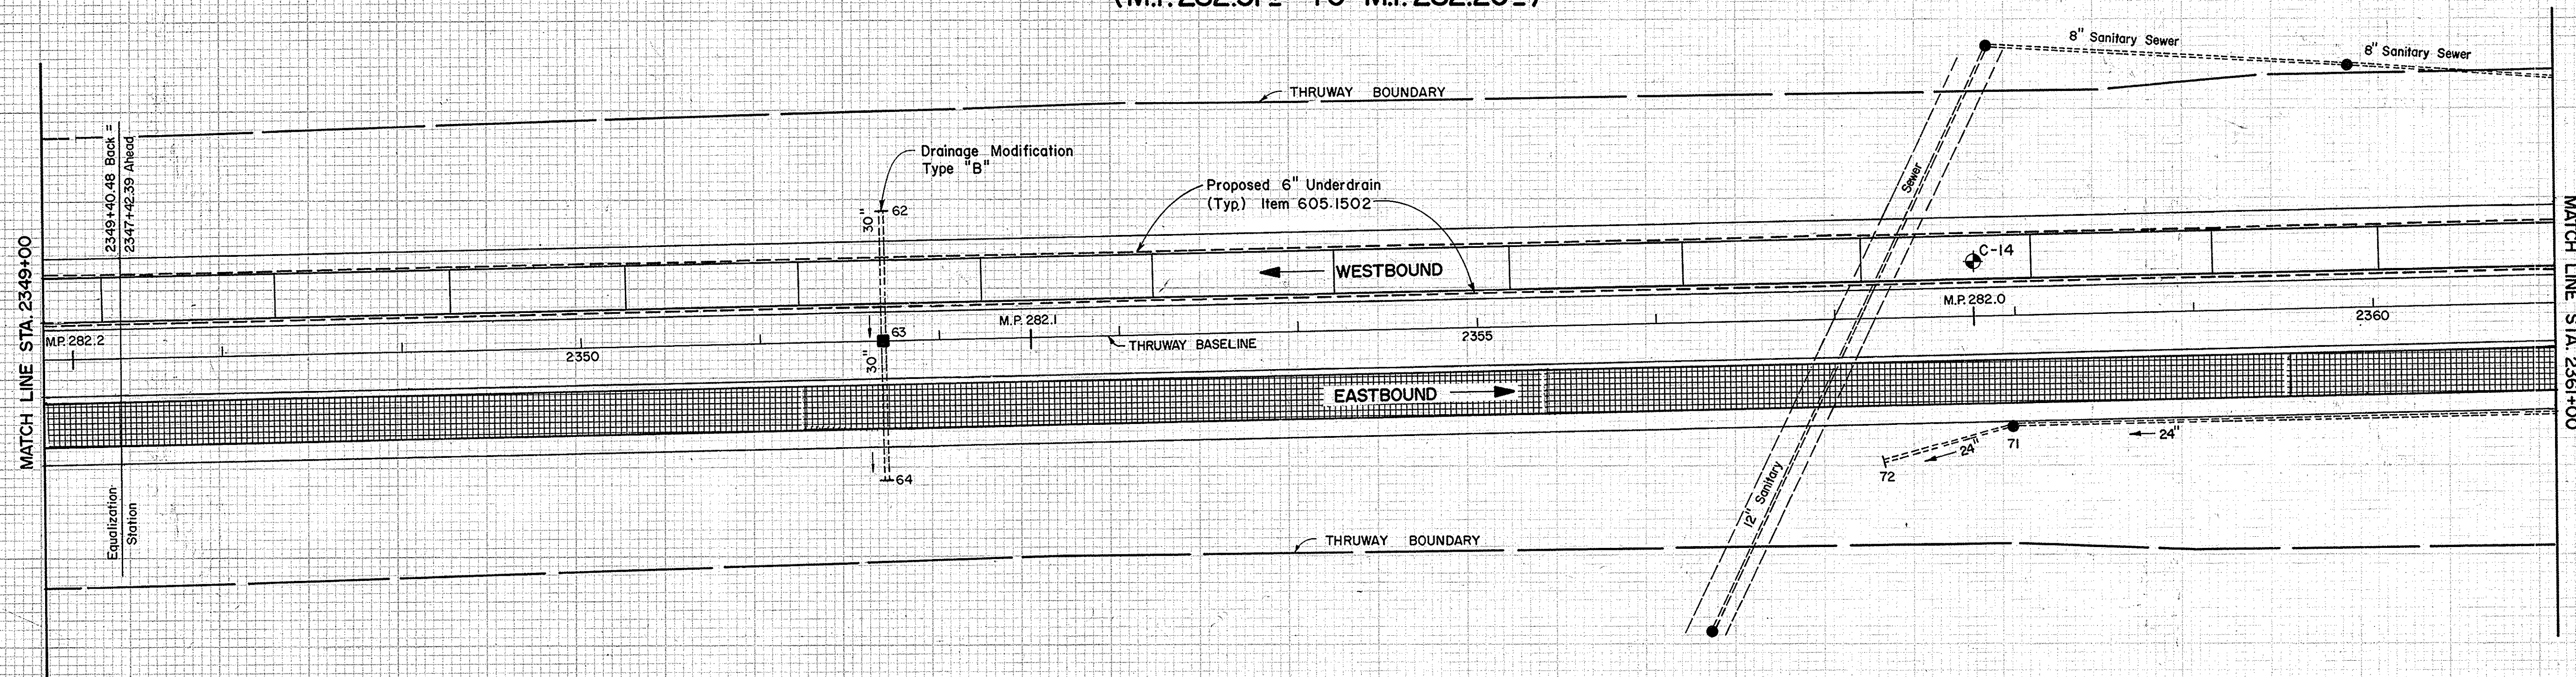 8" Sanitary Sewer
8" Sanitary Sewer
THRUWAY BOUNDARY
2349+40.48 Back =
2347+42.39 Ahead
Drainage Modification
Type "B"
Proposed 6" Underdrain
(Typ.) Item 605.1502
Sewer
30"
62
MATCH LINE STA. 2349+00
MATCH LINE STA. 2361+00
C-14
WESTBOUND
M.P. 282.0
M.P. 282.1
2360
63
2355
M.P. 282.2
THRUWAY BASELINE
2350
30"
EASTBOUND
24"
71
24"
72
64
12" Sanitary
Equalization
Station
THRUWAY BOUNDARY